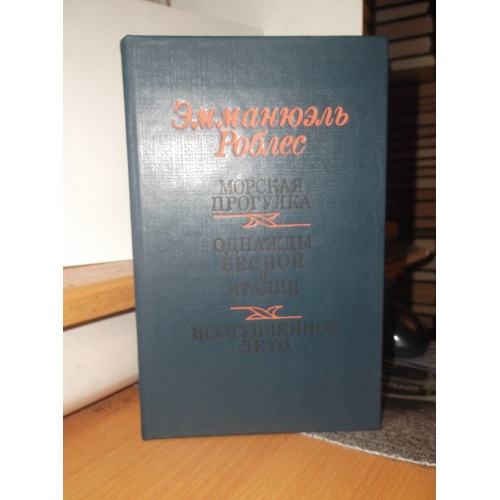 Эммануэль
Роблес
МОРСКАЯ
ПРОГУЛКА
ОДНАЖДЫ
ВЕСНОЙ
В
ИТАЛИИ
ИССТУПЛЕННОЕ
ЛЕТО